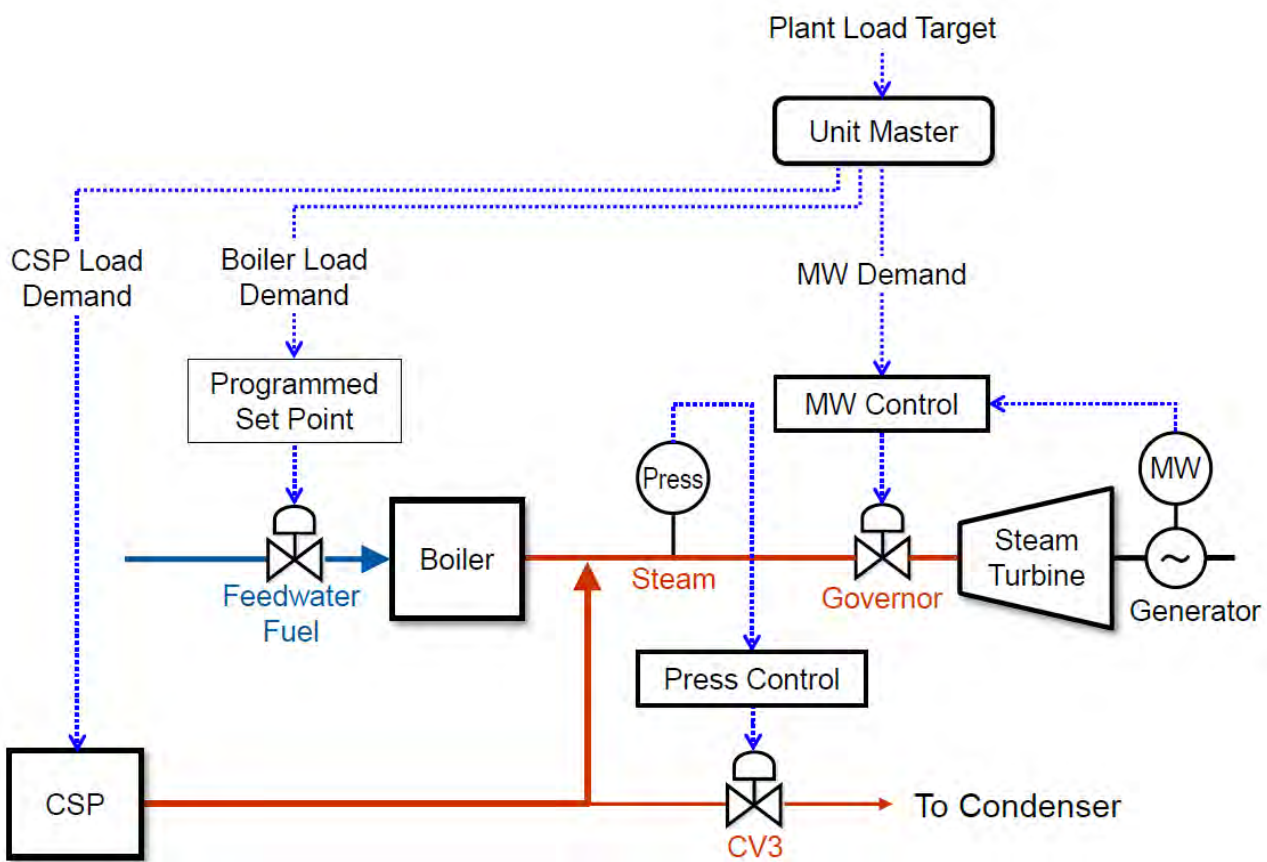 Plant Load Target
Unit Master
CSP Load
Demand
Boiler Load
Demand
MW Demand
Programmed
Set Point
MW Control
Press
MW
Boiler
Steam
Turbine
~
Steam
Governor
Generator
Feedwater
Fuel
Press Control
CSP
To Condenser
CV3